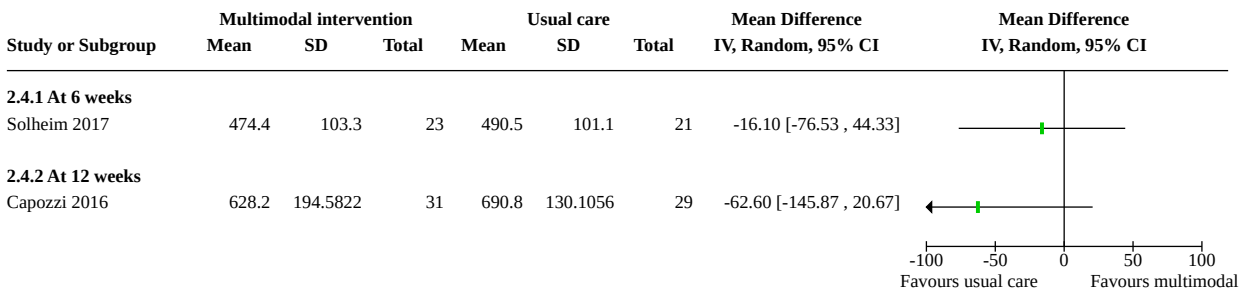 Multimodal intervention Usual care Mean Difference Mean Difference
Study or Subgroup Mean SD Total Mean SD Total IV, Random, 95% CI IV, Random, 95% CI
2.4.1 At 6 weeks
Solheim 2017 474.4 103.3 23 490.5 101.1 21 -16.10 [-76.53 , 44.33]
2.4.2 At 12 weeks
Capozzi 2016 628.2 194.5822 31 690.8 130.1056 29 -62.60 [-145.87 , 20.67]
-100 -50 0 50 100
Favours usual care Favours multimodal